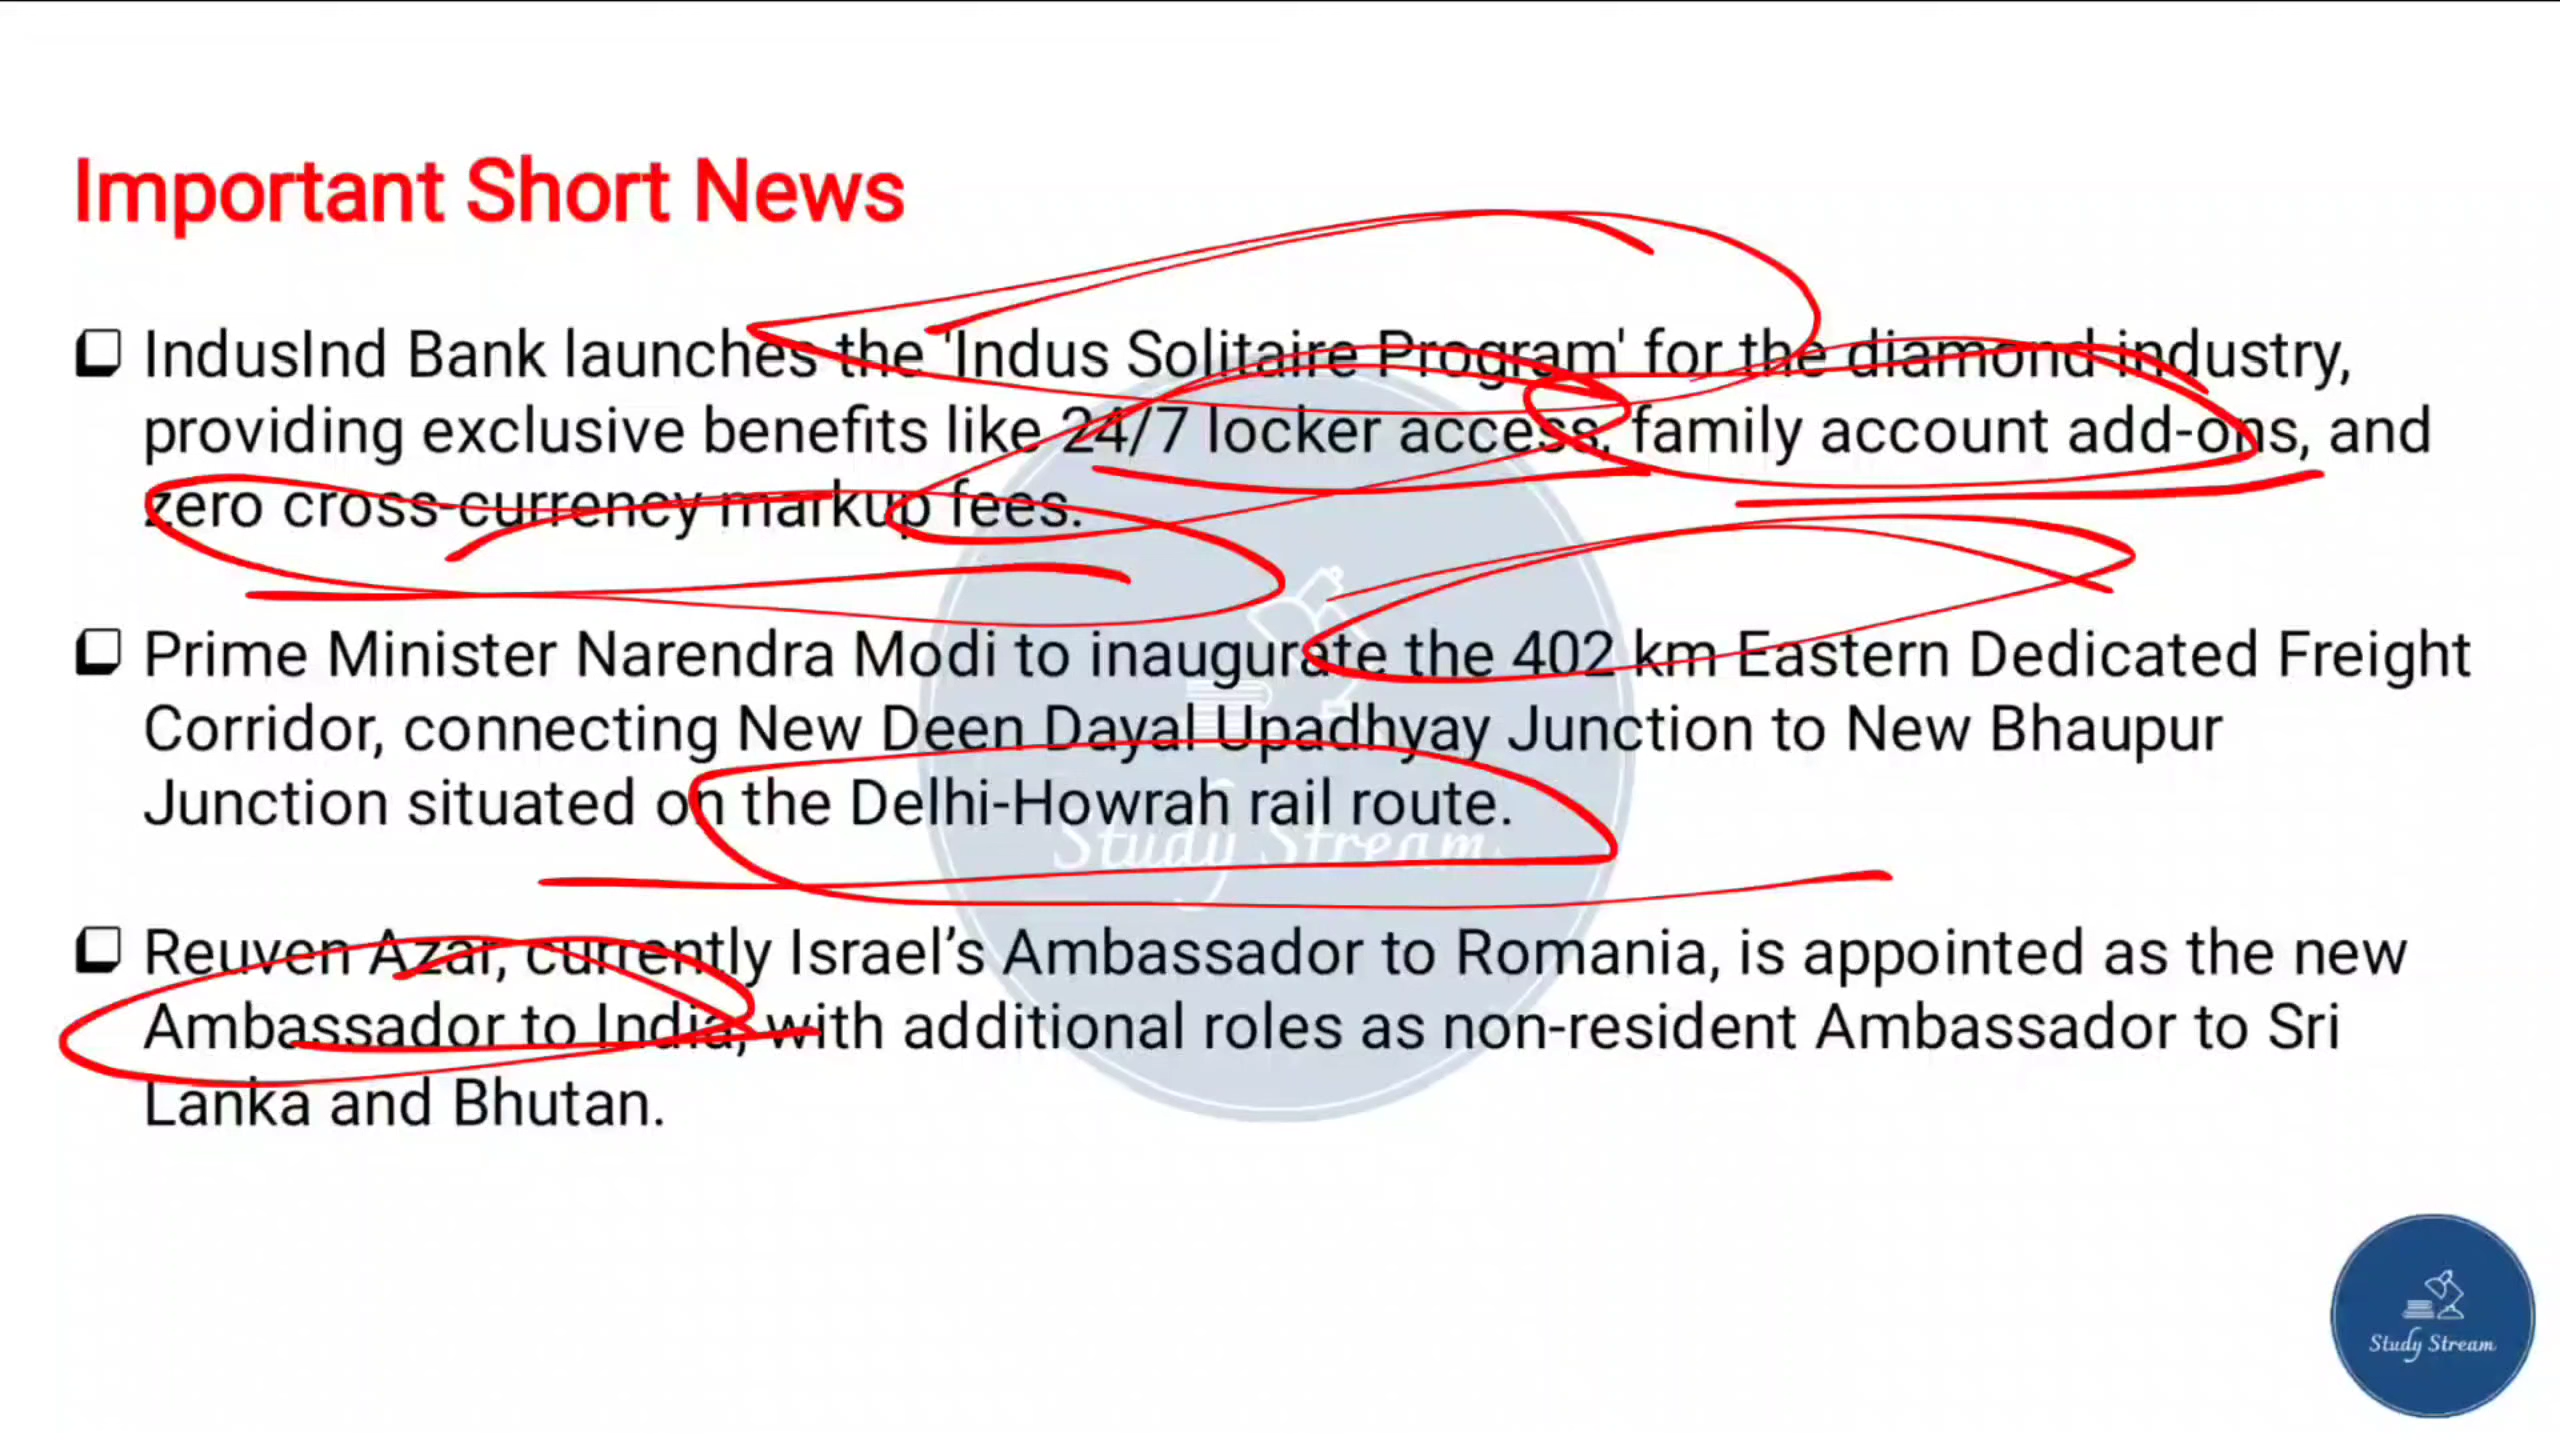 Important Short News
IndusInd Bank launches the 'Indus Solitaire Program' for the diamond industry,
providing exclusive benefits like 24/7 locker access, family account add-ons, and
zero cross-currency markup fees.
Prime Minister Narendra Modi to inaugurate the 402 km Eastern Dedicated Freight
Corridor, connecting New Deen Dayal Upadhyay Junction to New Bhaupur
Junction situated on the Delhi-Howrah rail route.
Study Stream
Reuven Azar, currently Israel’s Ambassador to Romania, is appointed as the new
Ambassador to India, with additional roles as non-resident Ambassador to Sri
Lanka and Bhutan.
Study Stream